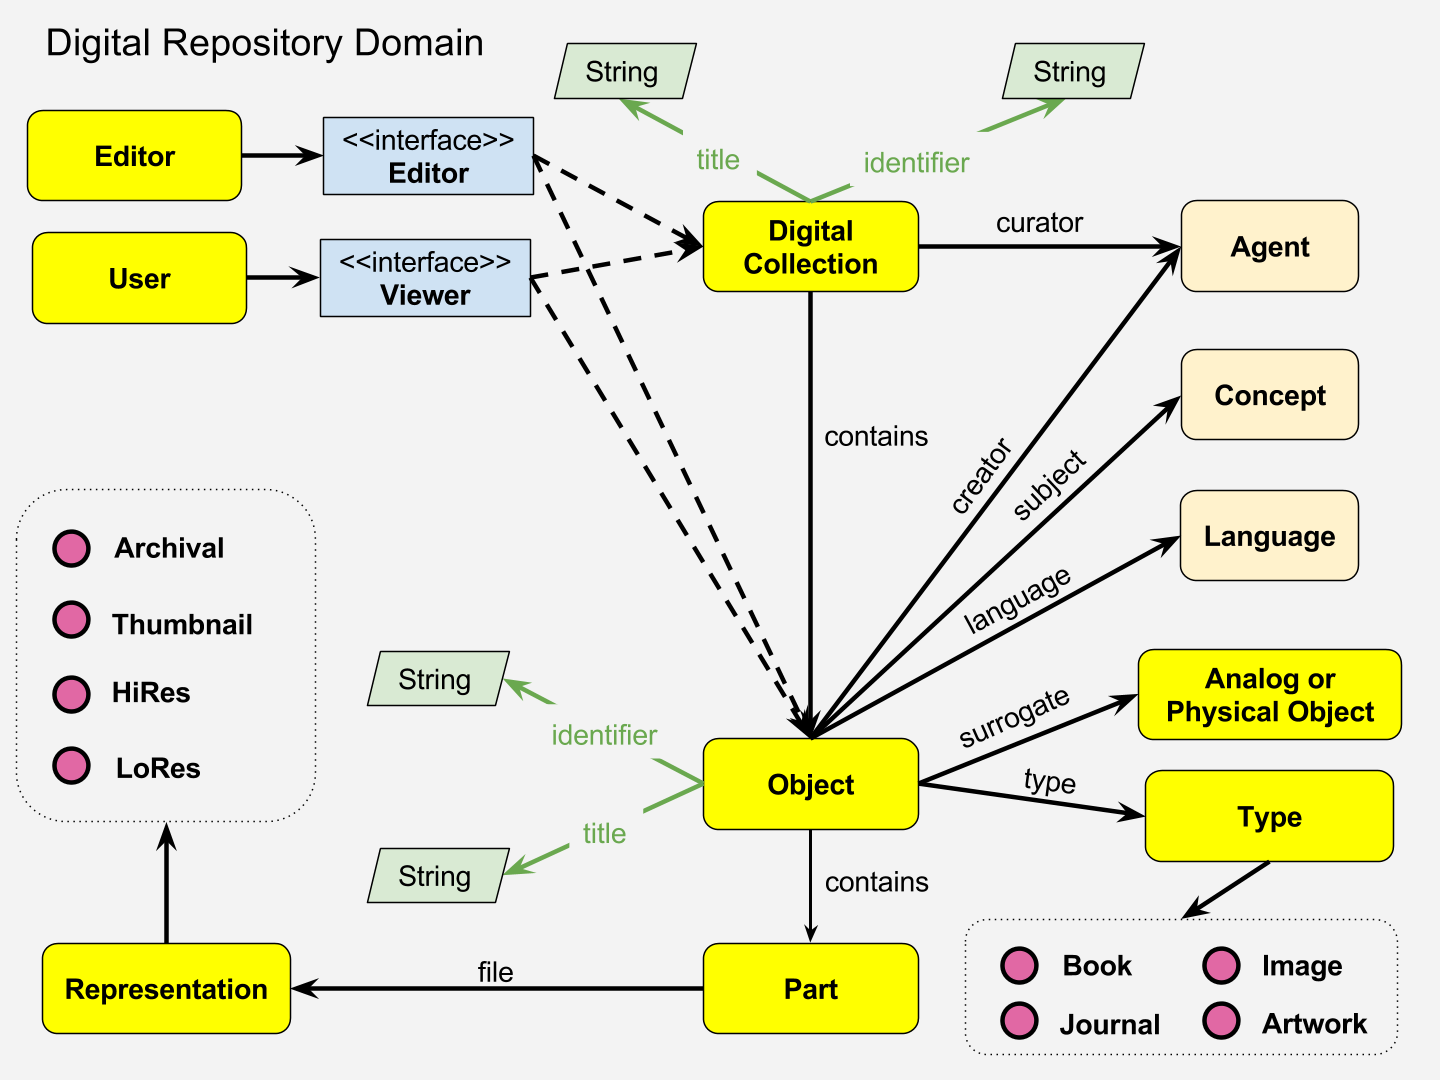 Digital Repository Domain
String
String
Editor
<<interface>>
Editor
title
identifier
User
<<interface>>
Viewer
Digital
Collection
curator
Agent
Concept
contains
creator
subject
Language
language
Archival
Thumbnail
HiRes
LoRes
String
identifier
title
String
Object
surrogate
Analog or
Physical Object
type
Type
contains
Representation
file
Part
Book
Image
Journal
Artwork